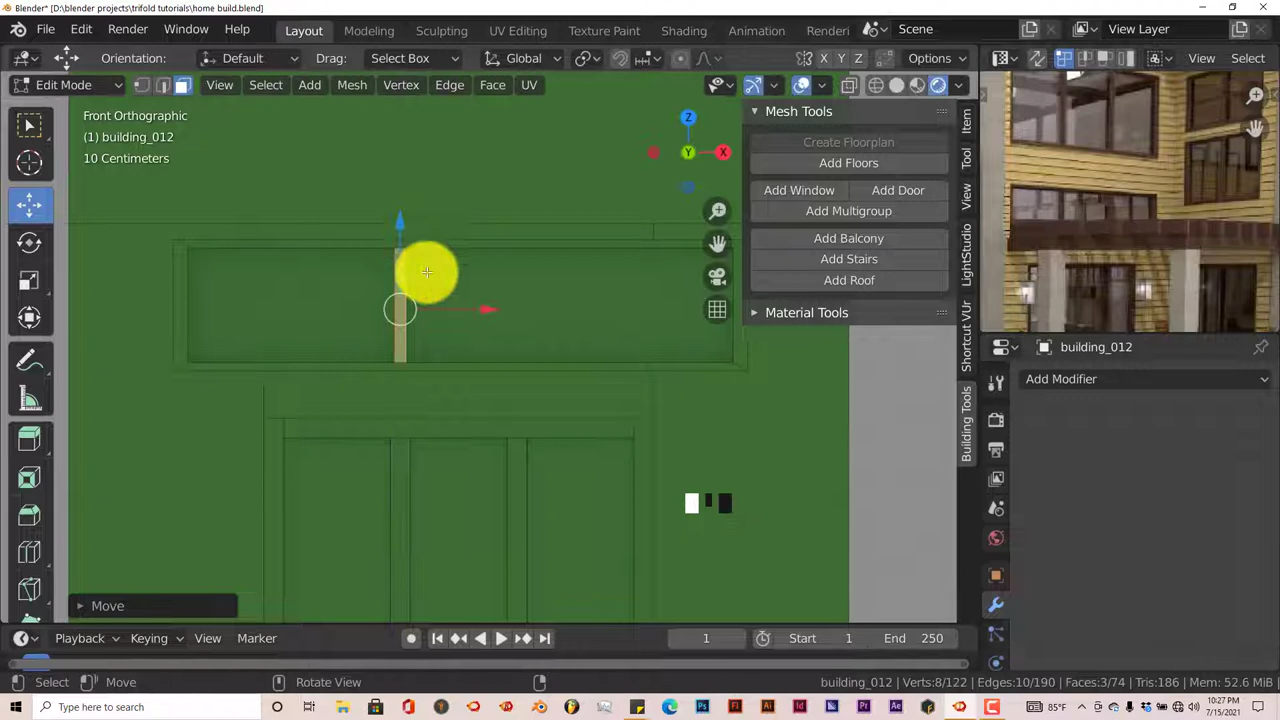 Blender* [D:\blender projects\trifold tutorials\home build.blend]
File Edit Render Window Help Layout Modeling Sculpting UV Editing Texture Paint Shading Animation Renderi Scene View Layer
Orientation: Default Drag: Select Box Global X Y Z Options View Select
Edit Mode View Select Add Mesh Vertex Edge Face UV
Front Orthographic
(1) building_012
10 Centimeters
Z
Y X
Mesh Tools
Create Floorplan
Add Floors
Add Window Add Door
Add Multigroup
Add Balcony
Add Stairs
Add Roof
Material Tools
Item
Tool
View
LightStudio
Shortcut VUr
Building Tools
building_012
Add Modifier
Move
Playback Keying View Marker 1 Start 1 End 250
Select Move Rotate View building_012 | Verts:8/122 | Edges:10/190 | Faces:3/74 | Tris:186 | Mem: 52.6 MiB
Type here to search 85°F 10:27 PM
7/15/2021